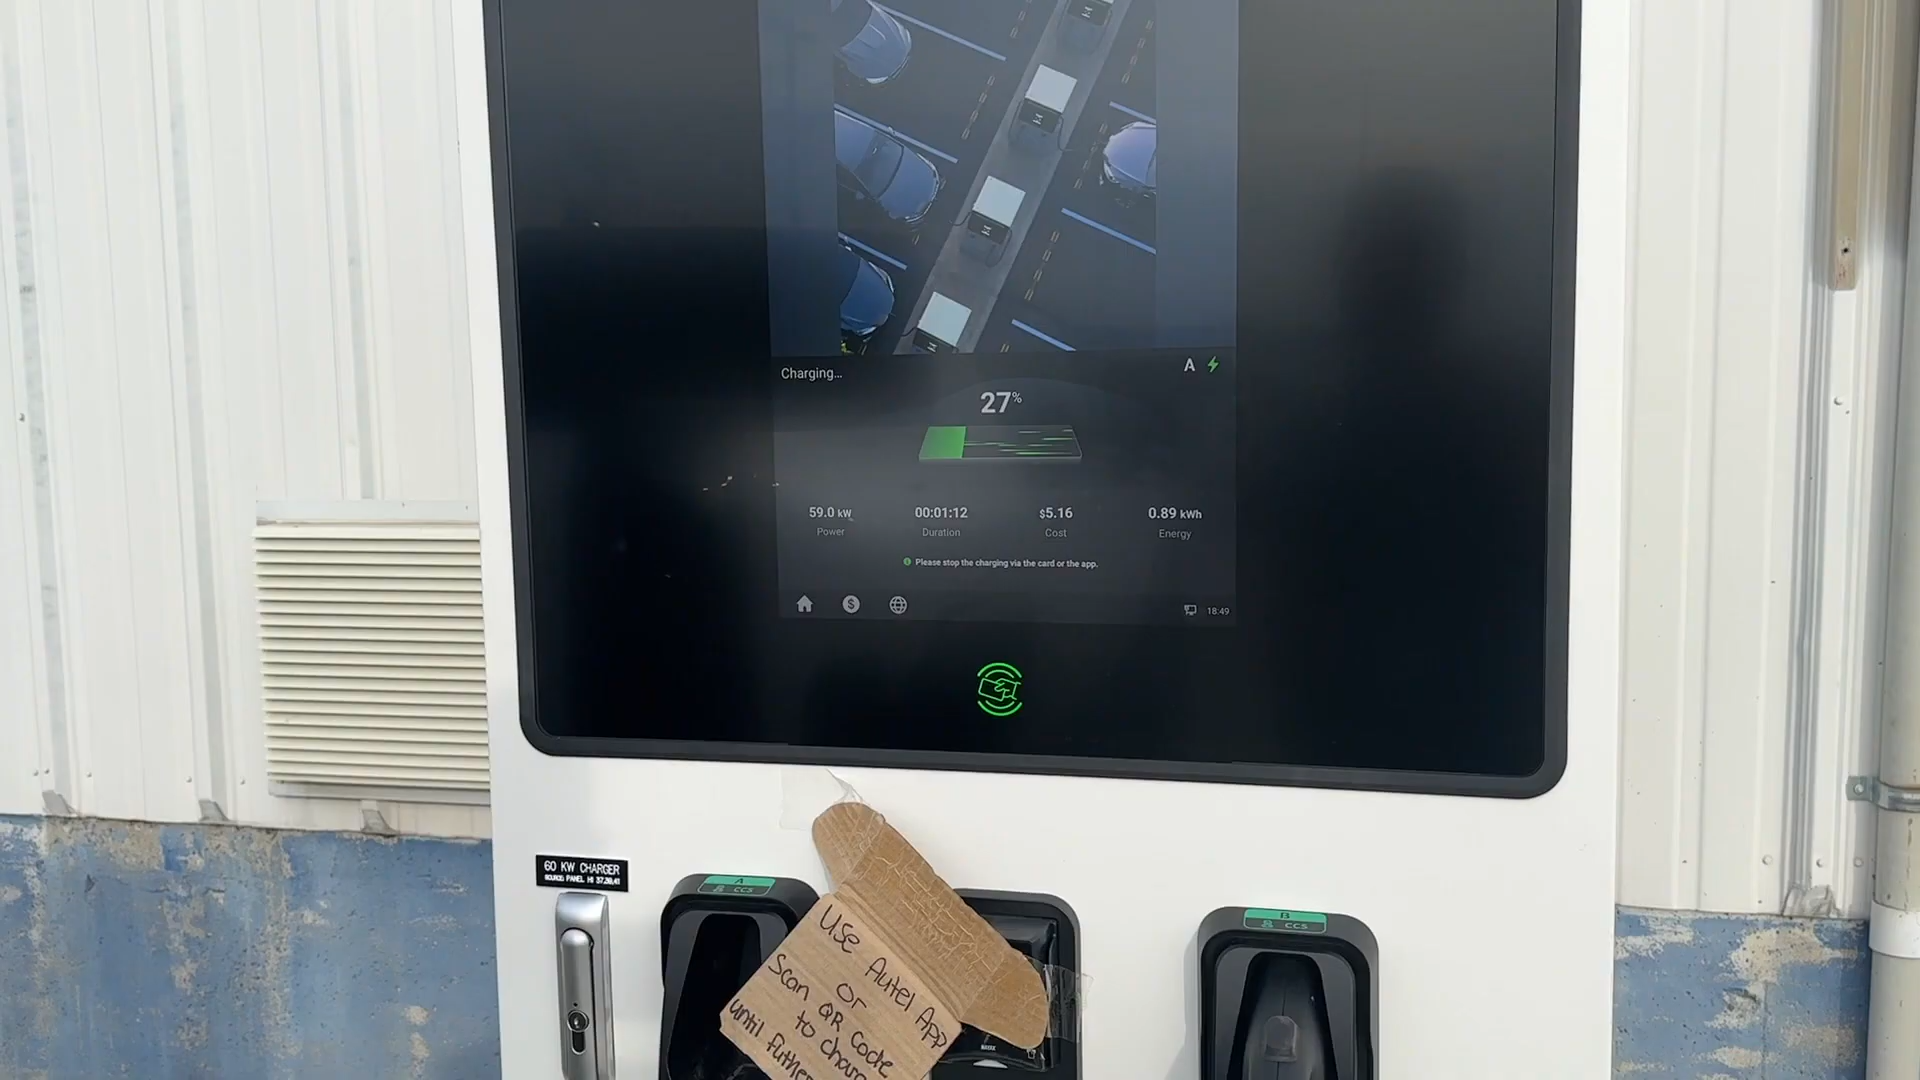 Charging...
A
27%
59.0 kW
Power
00:01:12
Duration
$5.16
Cost
0.89 kWh
Energy
Please stop the charging via the card or the app.
18:49
60 KW CHARGER
A
CCS
B
CCS
Use Autel App
or
Scan QR Code
to
until